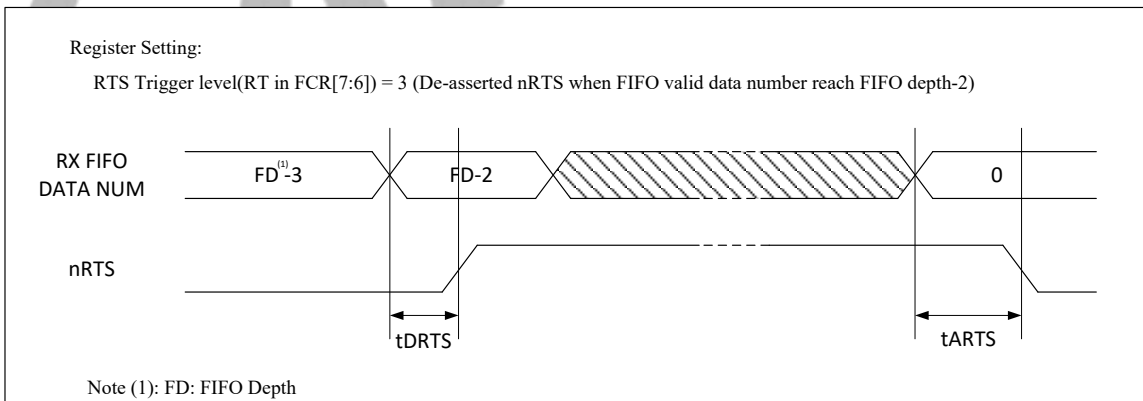 Register Setting:
RTS Trigger level(RT in FCR[7:6]) = 3 (De-asserted nRTS when FIFO valid data number reach FIFO depth-2)
RX FIFO
DATA NUM
FD(1)-3
FD-2
0
nRTS
tDRTS
tARTS
Note (1): FD: FIFO Depth